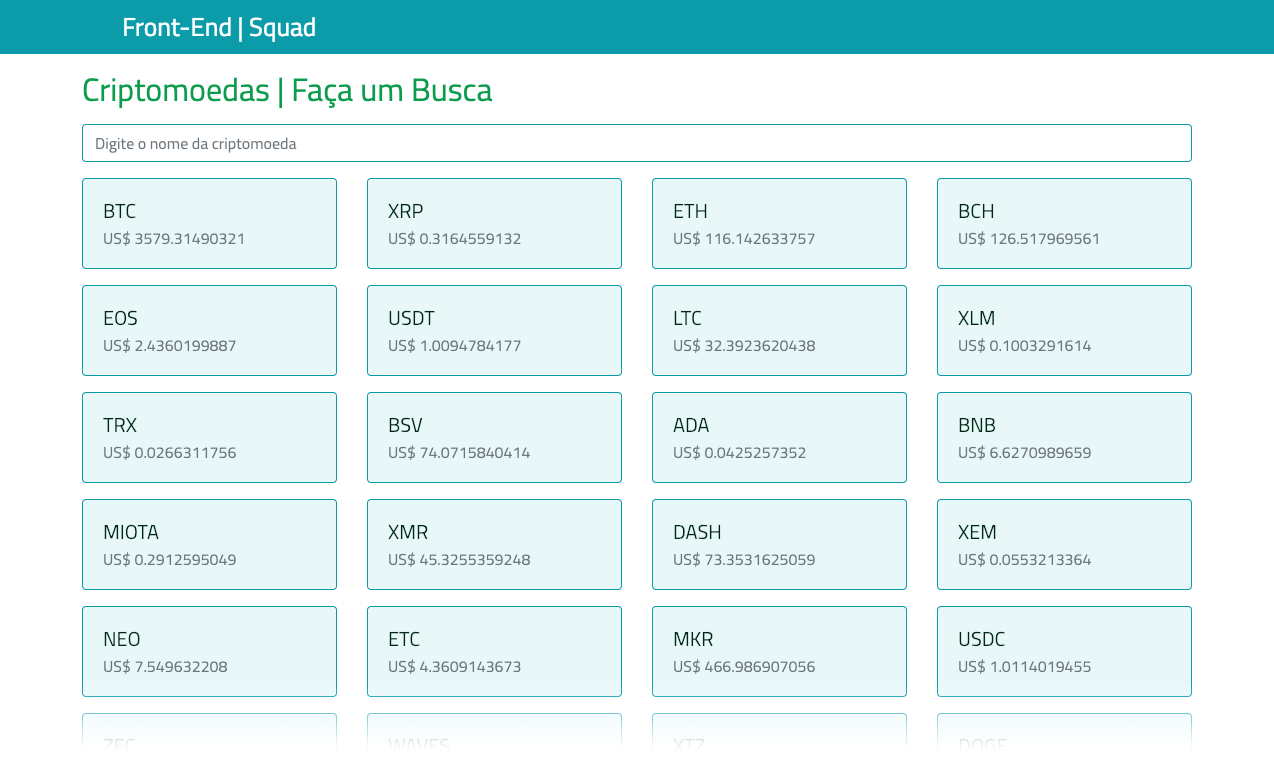 Front-End | Squad
Criptomoedas | Faça um Busca
Digite o nome da criptomoeda
BTC
US$ 3579.31490321
XRP
US$ 0.3164559132
ETH
US$ 116.142633757
BCH
US$ 126.517969561
EOS
US$ 2.4360199887
USDT
US$ 1.0094784177
LTC
US$ 32.3923620438
XLM
US$ 0.1003291614
TRX
US$ 0.0266311756
BSV
US$ 74.0715840414
ADA
US$ 0.0425257352
BNB
US$ 6.6270989659
MIOTA
US$ 0.2912595049
XMR
US$ 45.3255359248
DASH
US$ 73.3531625059
XEM
US$ 0.0553213364
NEO
US$ 7.549632208
ETC
US$ 4.3609143673
MKR
US$ 466.986907056
USDC
US$ 1.0114019455
ZEC
WAVES
XTZ
DOGE